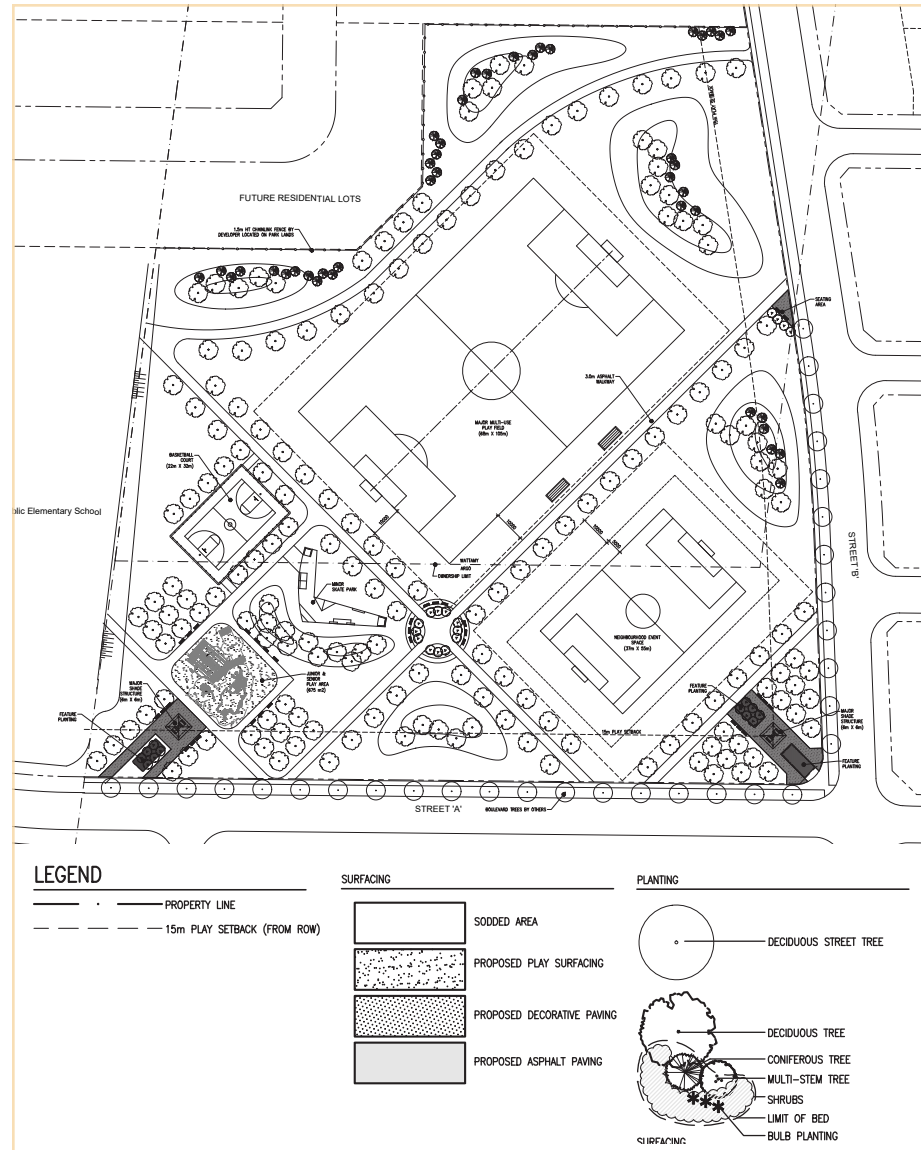 FUTURE RESIDENTIAL LOTS
1.5m HT CHAINLINK FENCE BY
DEVELOPER LOCATED ON PARK LANDS
SEATING
AREA
3.0m ASPHALT
WALKWAY
MAJOR MULTI-USE
PLAY FIELD
BASKETBALL
COURT
(22m X 32m)
lic Elementary School
STREET 'B'
MATTAMY
ARGO
OWNERSHIP LIMIT
MINOR
SKATE PARK
NEIGHBOURHOOD EVENT
SPACE
(37m X 55m)
JUNIOR &
SENIOR
PLAY AREA
(675 m2)
MAJOR
SHADE
STRUCTURE
(6m X 6m)
FEATURE
PLANTING
FEATURE
PLANTING
MAJOR
SHADE
STRUCTURE
(6m X 6m)
15m PLAY SETBACK
FEATURE
PLANTING
STREET 'A'
BOULEVARD TREES BY OTHERS
LEGEND
PROPERTY LINE
15m PLAY SETBACK (FROM ROW)
SURFACING
SODDED AREA
PROPOSED PLAY SURFACING
PROPOSED DECORATIVE PAVING
PROPOSED ASPHALT PAVING
PLANTING
DECIDUOUS STREET TREE
DECIDUOUS TREE
CONIFEROUS TREE
MULTI-STEM TREE
SHRUBS
LIMIT OF BED
BULB PLANTING
SURFACING